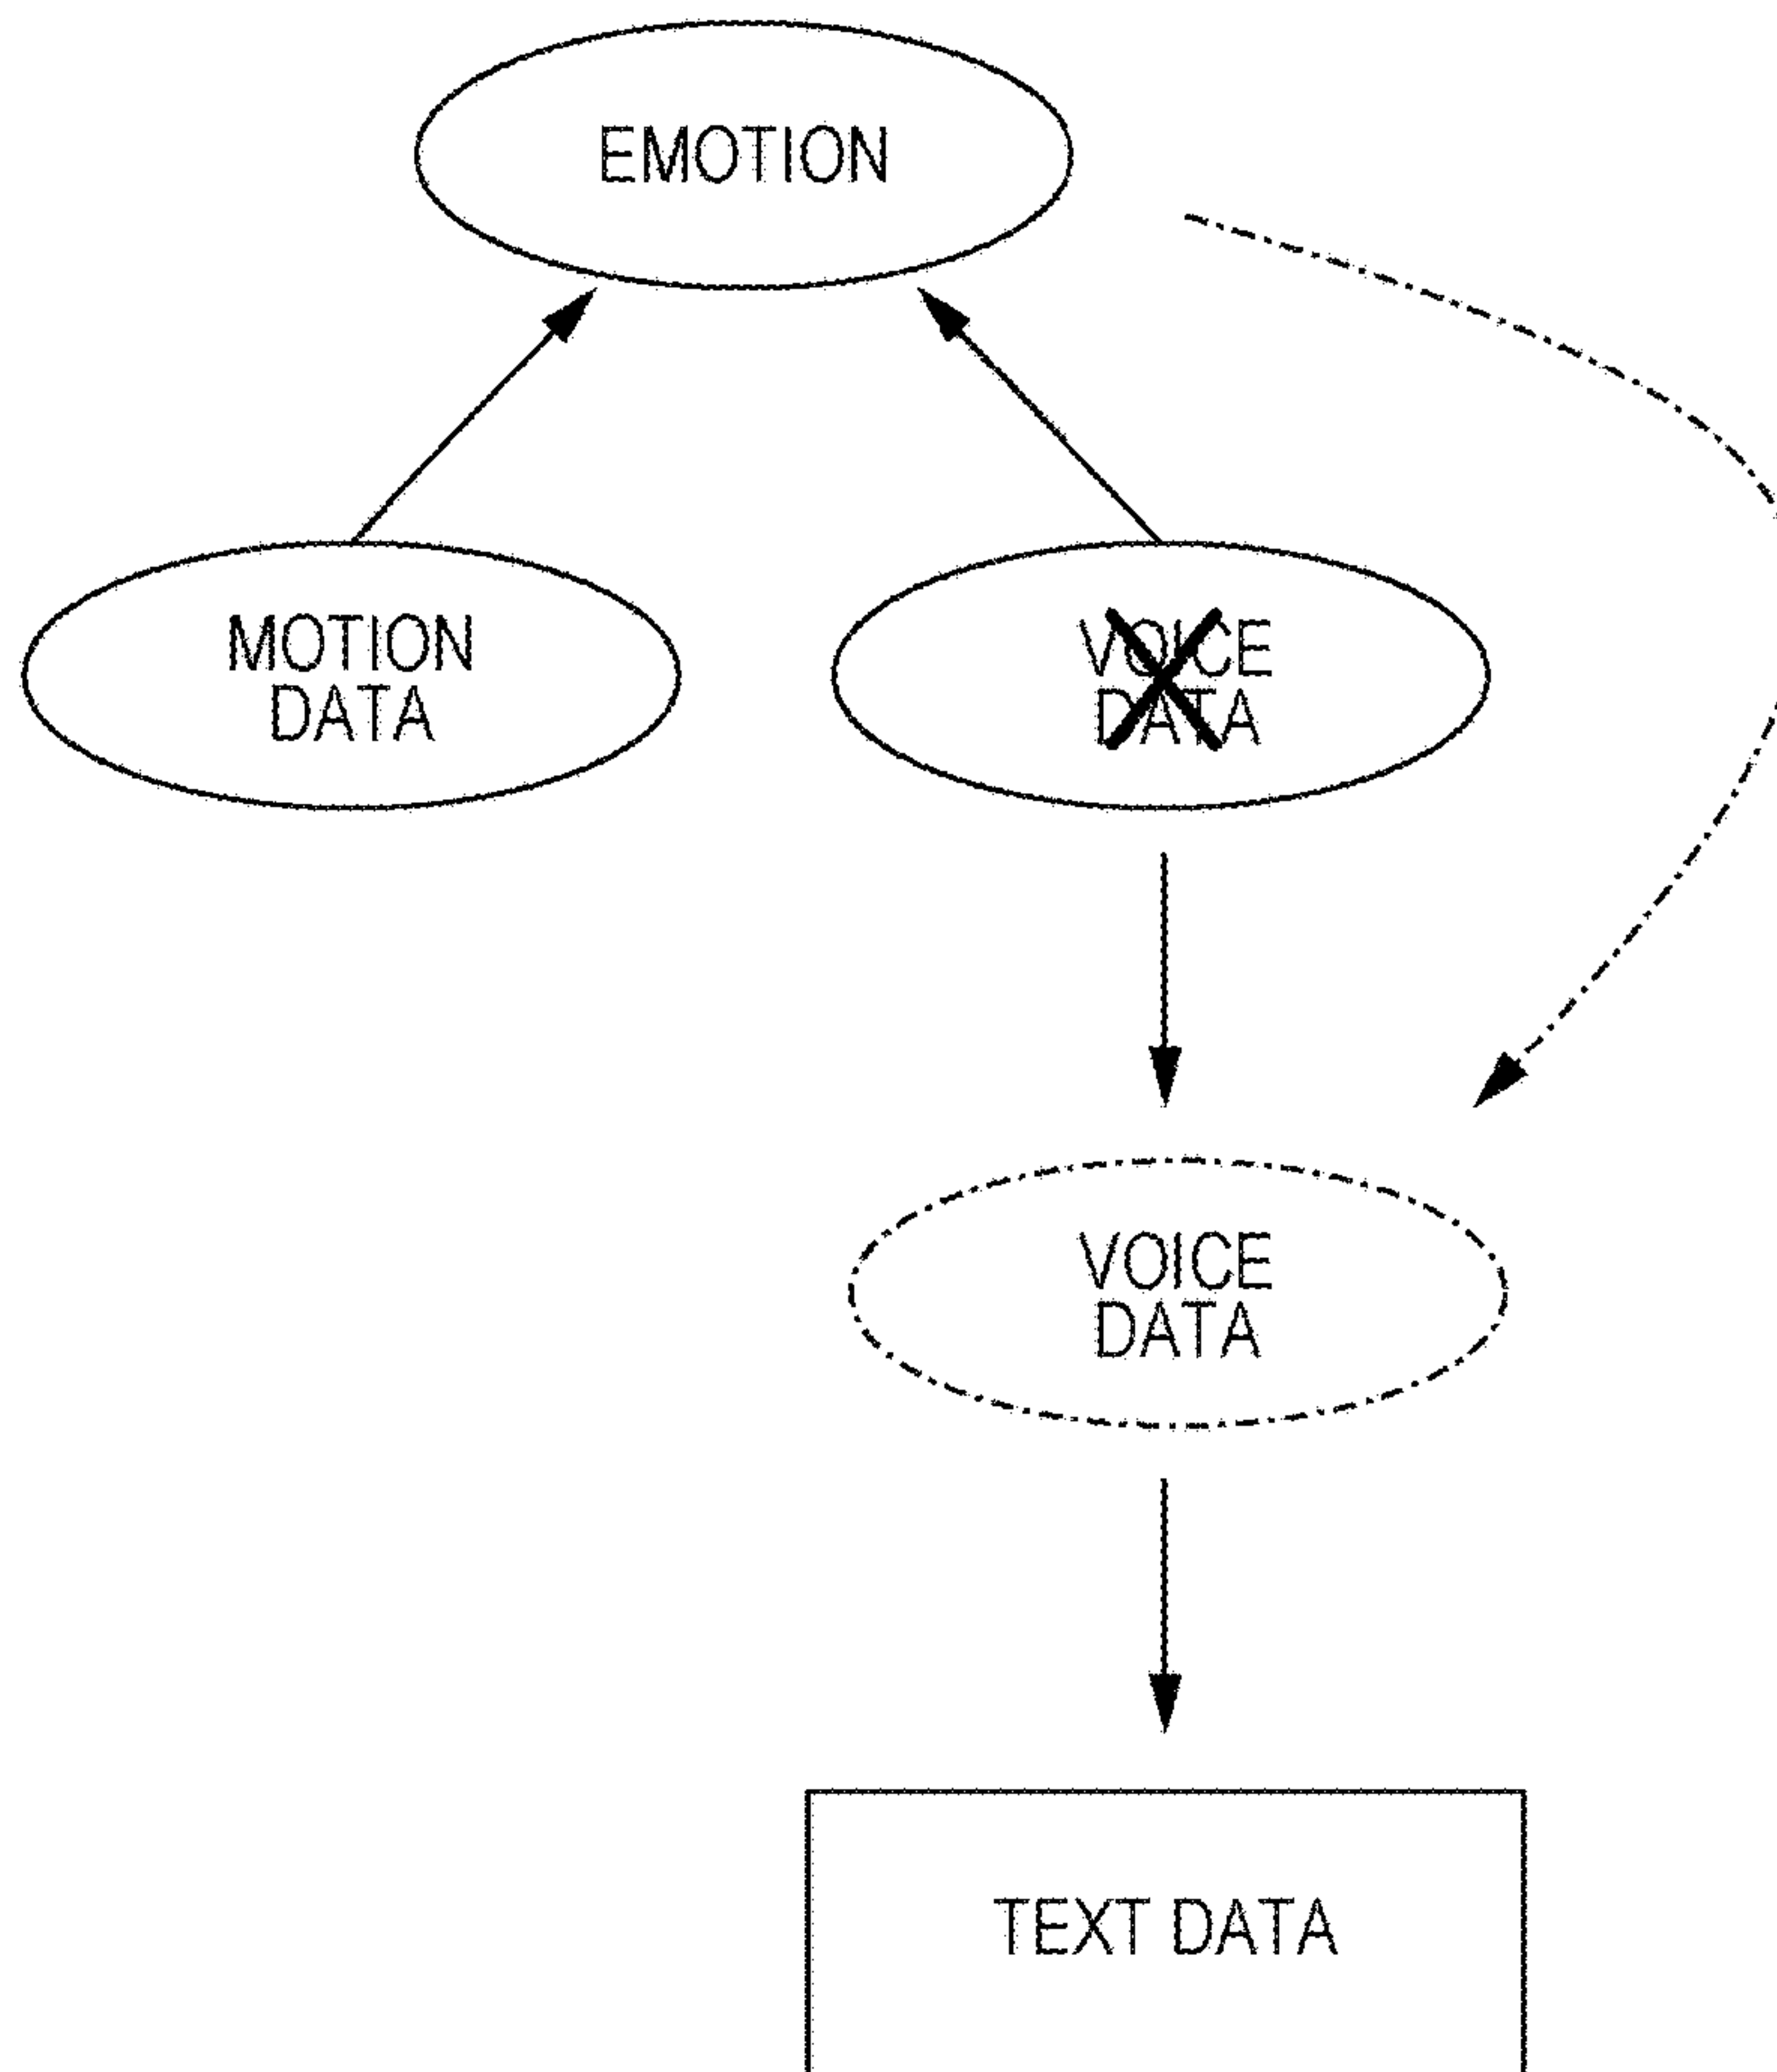 EMOTION
MOTION
DATA
VOICE
DATA
VOICE
DATA
TEXT DATA